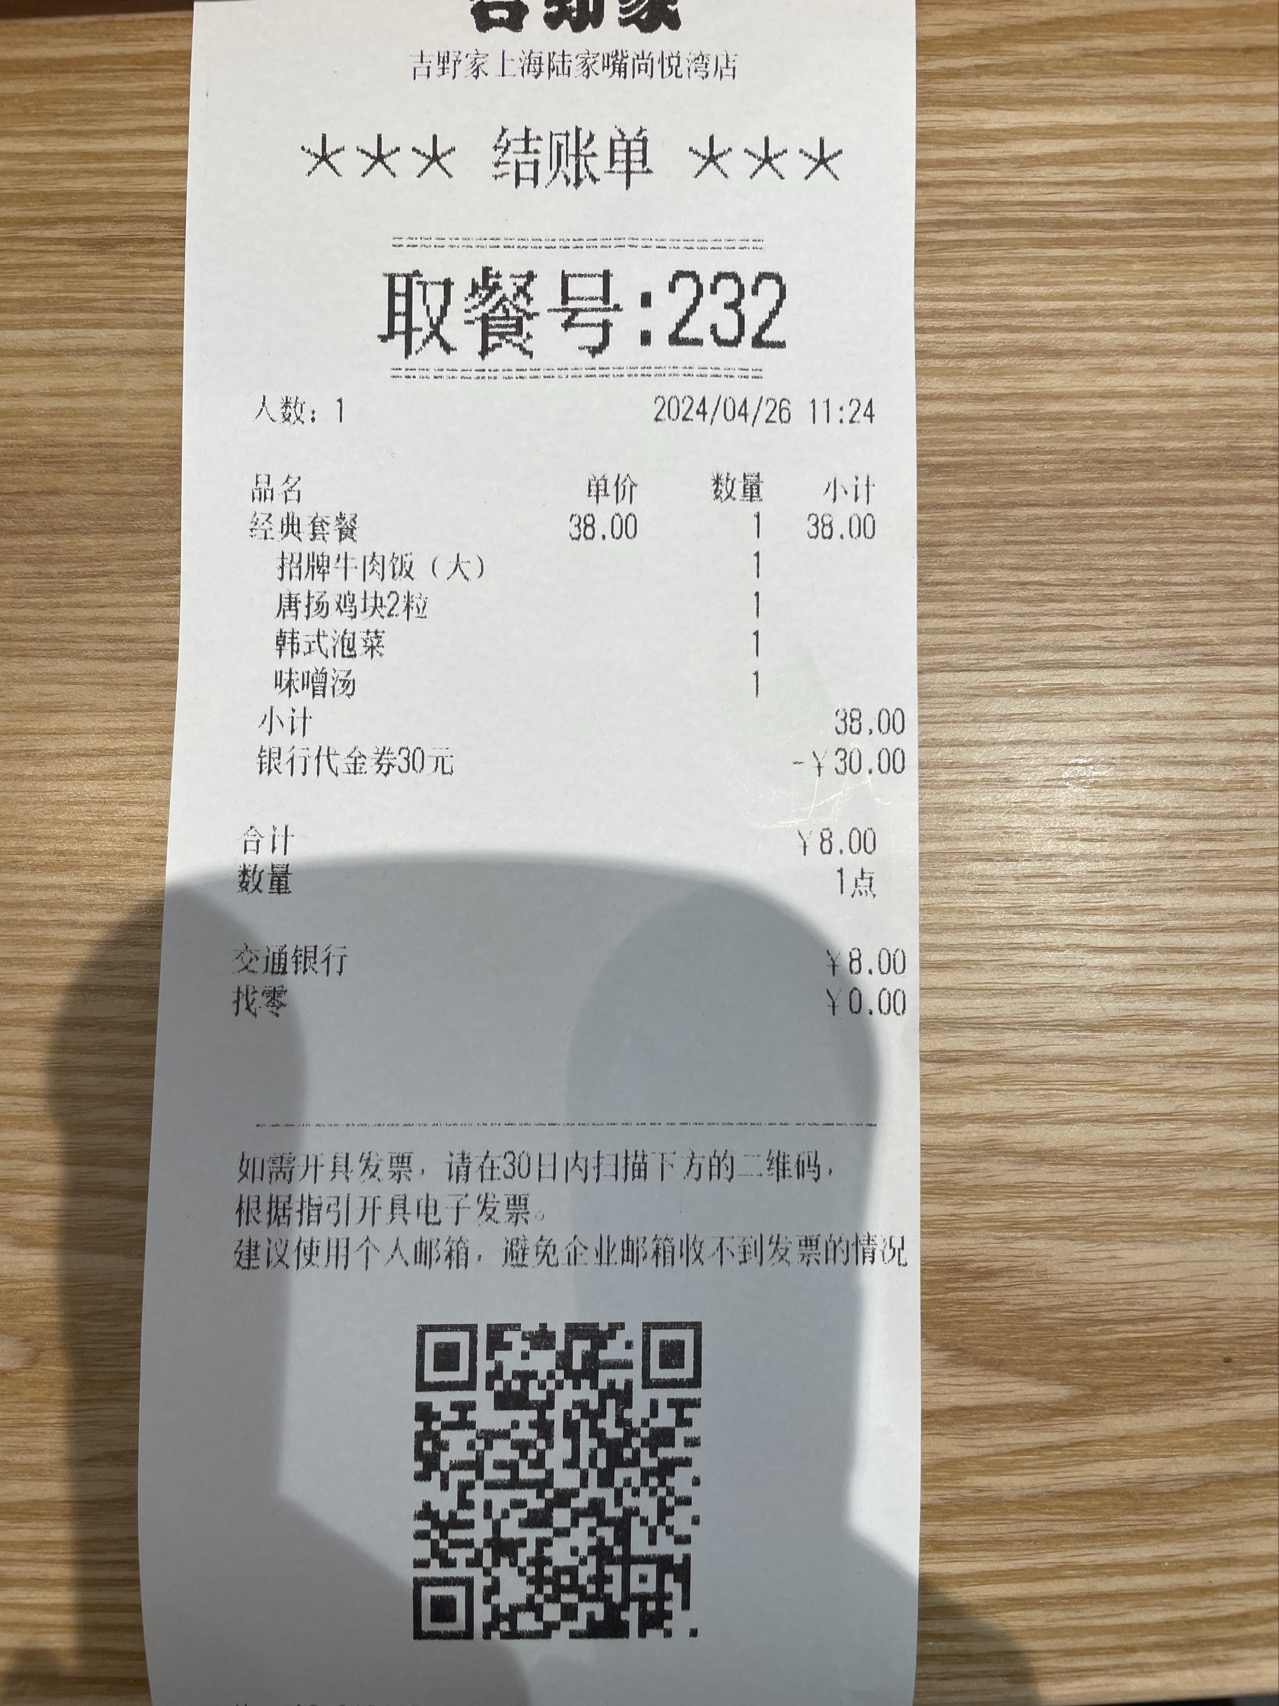 吉野家
吉野家上海陆家嘴尚悦湾店
*** 结账单 ***
取餐号:232
人数: 1 2024/04/26 11:24
品名 单价 数量 小计
经典套餐 38.00 1 38.00
招牌牛肉饭（大） 1
唐扬鸡块2粒 1
韩式泡菜 1
味噌汤 1
小计 38.00
银行代金券30元 -¥30.00
合计 ¥8.00
数量 1点
交通银行 ¥8.00
找零 ¥0.00
如需开具发票，请在30日内扫描下方的二维码，
根据指引开具电子发票。
建议使用个人邮箱，避免企业邮箱收不到发票的情况